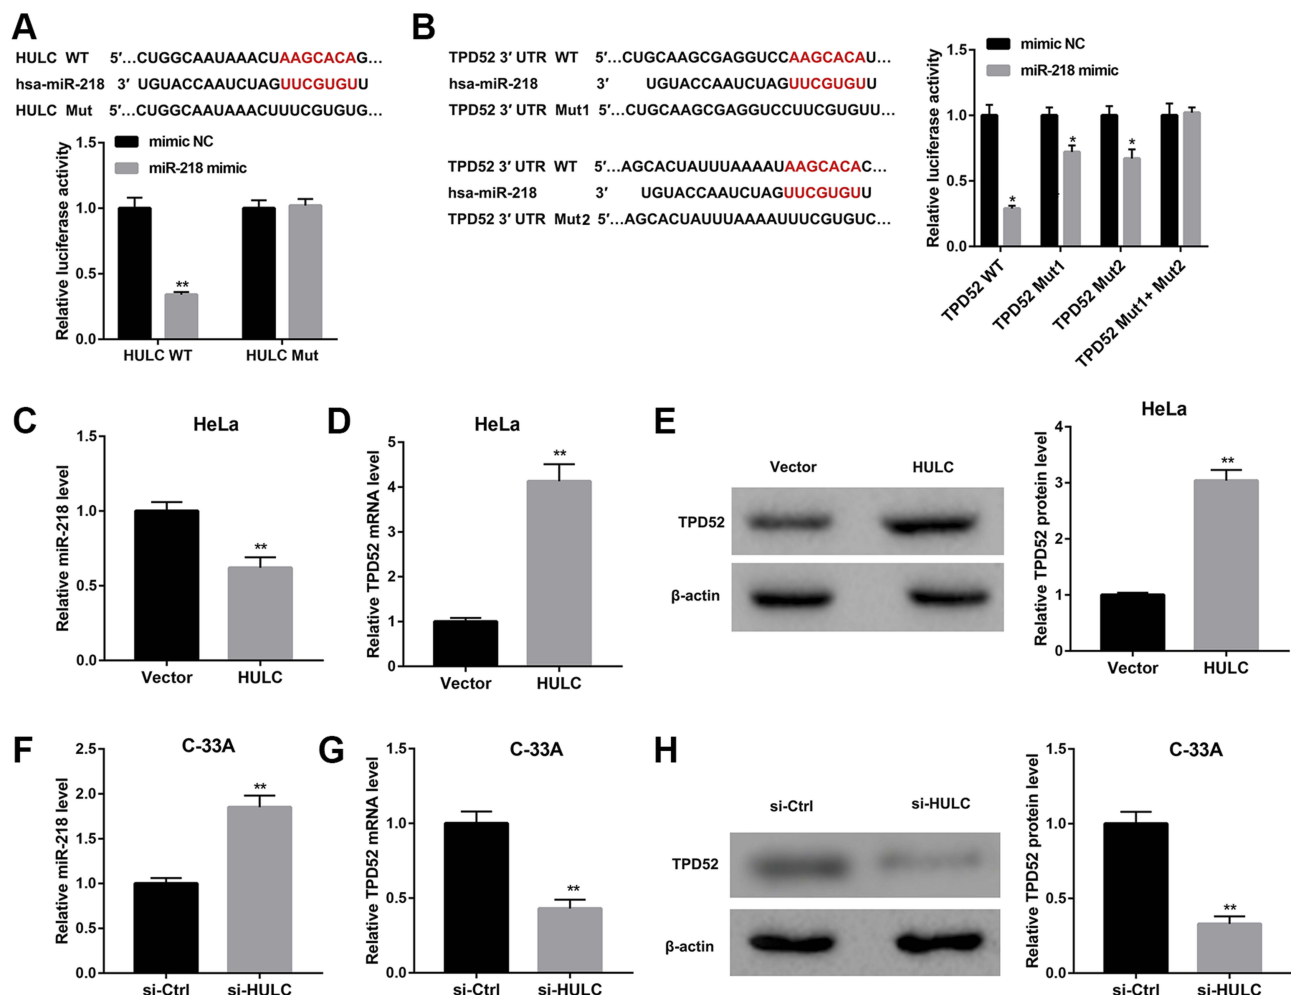 A
HULC WT 5′...CUGGCAAUAAACUAAGCACAG...
hsa-miR-218 3′ UGUACCAAUCUAGUUCGUGUU
HULC Mut 5′...CUGGCAAUAAACUUUCGUGUG...
mimic NC
miR-218 mimic
Relative luciferase activity
1.5
1.0
0.5
0.0
**
HULC WT HULC Mut
B
TPD52 3′ UTR WT 5′...CUGCAAGCGAGGUCCAAGCACAU...
hsa-miR-218 3′ UGUACCAAUCUAGUUCGUGUU
TPD52 3′ UTR Mut1 5′...CUGCAAGCGAGGUCCUUCGUGUU...
TPD52 3′ UTR WT 5′...AGCACUAUUUAAAAUAAGCACAC...
hsa-miR-218 3′ UGUACCAAUCUAGUUCGUGUU
TPD52 3′ UTR Mut2 5′...AGCACUAUUUAAAAUUUCGUGUC...
mimic NC
miR-218 mimic
Relative luciferase activity
1.5
1.0
0.5
0.0
*
*
*
TPD52 WT
TPD52 Mut1
TPD52 Mut2
TPD52 Mut1+ Mut2
C
HeLa
Relative miR-218 level
1.5
1.0
0.5
0.0
**
Vector HULC
D
HeLa
Relative TPD52 mRNA level
5
4
3
2
1
0
**
Vector HULC
E
Vector HULC
TPD52
β-actin
HeLa
Relative TPD52 protein level
4
3
2
1
0
**
Vector HULC
F
C-33A
Relative miR-218 level
2.5
2.0
1.5
1.0
0.5
0.0
**
si-Ctrl si-HULC
G
C-33A
Relative TPD52 mRNA level
1.5
1.0
0.5
0.0
**
si-Ctrl si-HULC
H
si-Ctrl si-HULC
TPD52
β-actin
C-33A
Relative TPD52 protein level
1.5
1.0
0.5
0.0
**
si-Ctrl si-HULC